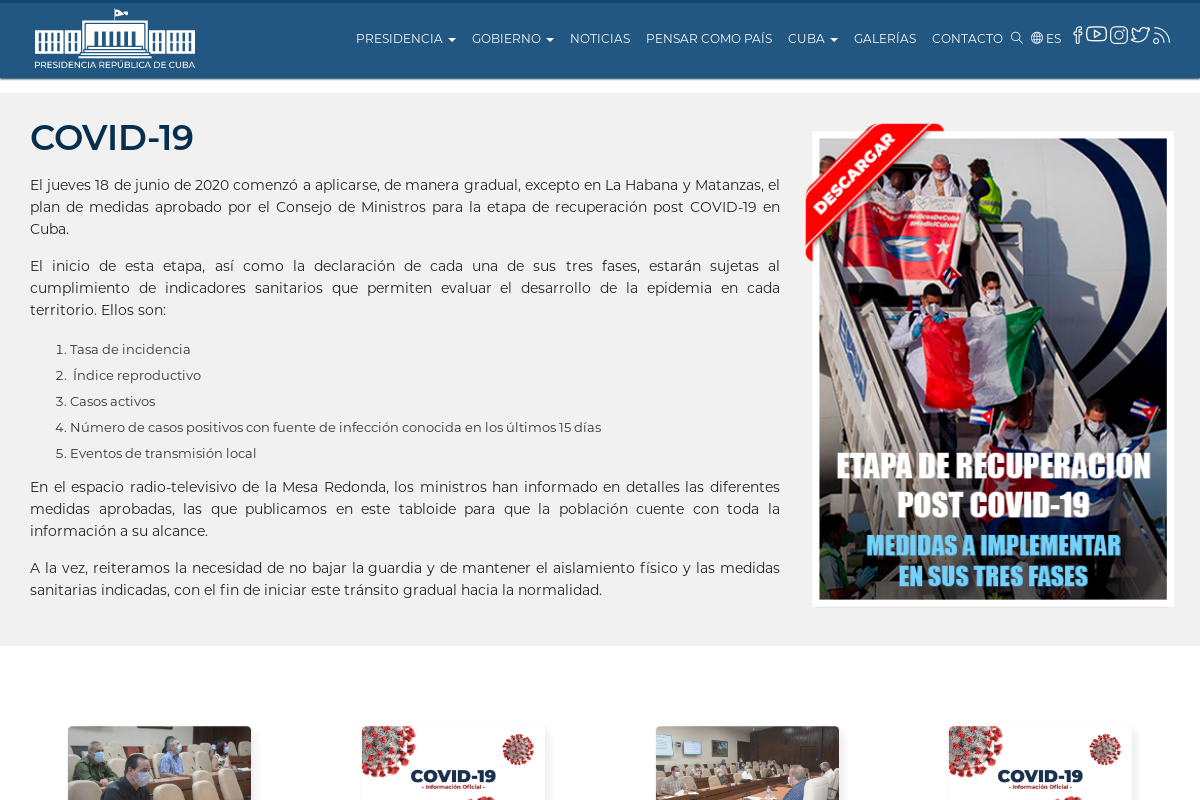 PRESIDENCIA REPÚBLICA DE CUBA
PRESIDENCIA
GOBIERNO
NOTICIAS
PENSAR COMO PAÍS
CUBA
GALERÍAS
CONTACTO
ES
COVID-19
El jueves 18 de junio de 2020 comenzó a aplicarse, de manera gradual, excepto en La Habana y Matanzas, el
plan de medidas aprobado por el Consejo de Ministros para la etapa de recuperación post COVID-19 en
Cuba.
El inicio de esta etapa, así como la declaración de cada una de sus tres fases, estarán sujetas al
cumplimiento de indicadores sanitarios que permiten evaluar el desarrollo de la epidemia en cada
territorio. Ellos son:
1. Tasa de incidencia
2. Índice reproductivo
3. Casos activos
4. Número de casos positivos con fuente de infección conocida en los últimos 15 días
5. Eventos de transmisión local
En el espacio radio-televisivo de la Mesa Redonda, los ministros han informado en detalles las diferentes
medidas aprobadas, las que publicamos en este tabloide para que la población cuente con toda la
información a su alcance.
A la vez, reiteramos la necesidad de no bajar la guardia y de mantener el aislamiento físico y las medidas
sanitarias indicadas, con el fin de iniciar este tránsito gradual hacia la normalidad.
DESCARGAR
ETAPA DE RECUPERACIÓN
POST COVID-19
MEDIDAS A IMPLEMENTAR
EN SUS TRES FASES
COVID-19
- Información Oficial -
COVID-19
- Información Oficial -